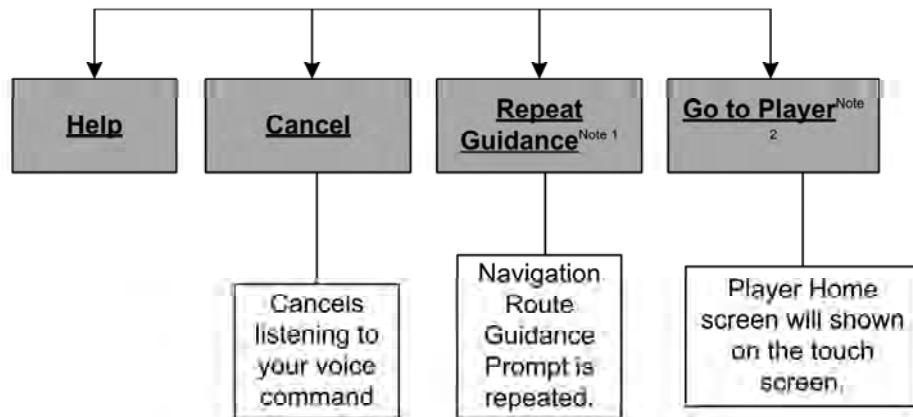 Help
Cancel
Repeat
Guidance Note 1
Go to Player Note
2
Cancels
listening to
your voice
command
Navigation
Route
Guidance
Prompt is
repeated.
Player Home
screen will shown
on the touch
screen.